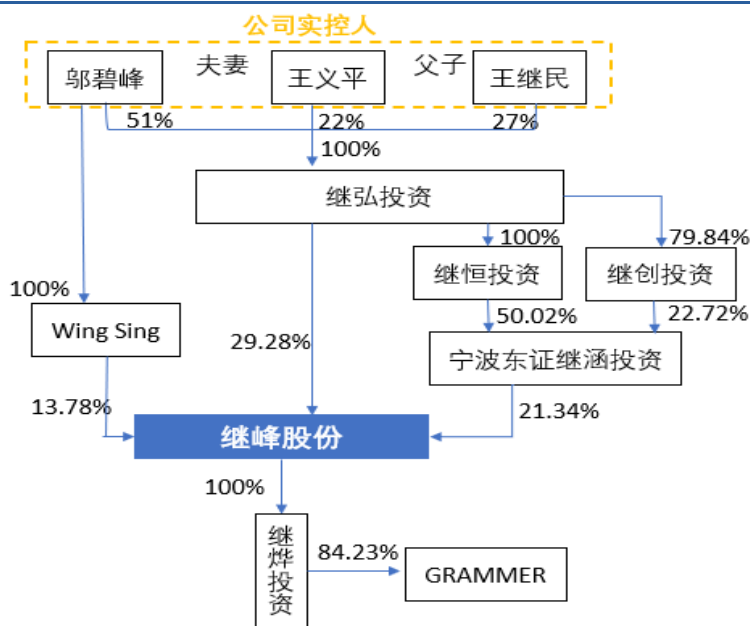 公司实控人
邬碧峰
夫妻
王义平
父子
王继民
51%
22%
27%
100%
继弘投资
100%
79.84%
继恒投资
继创投资
100%
Wing Sing
29.28%
50.02%
22.72%
宁波东证继涵投资
13.78%
21.34%
继峰股份
100%
继烨投资
84.23%
GRAMMER